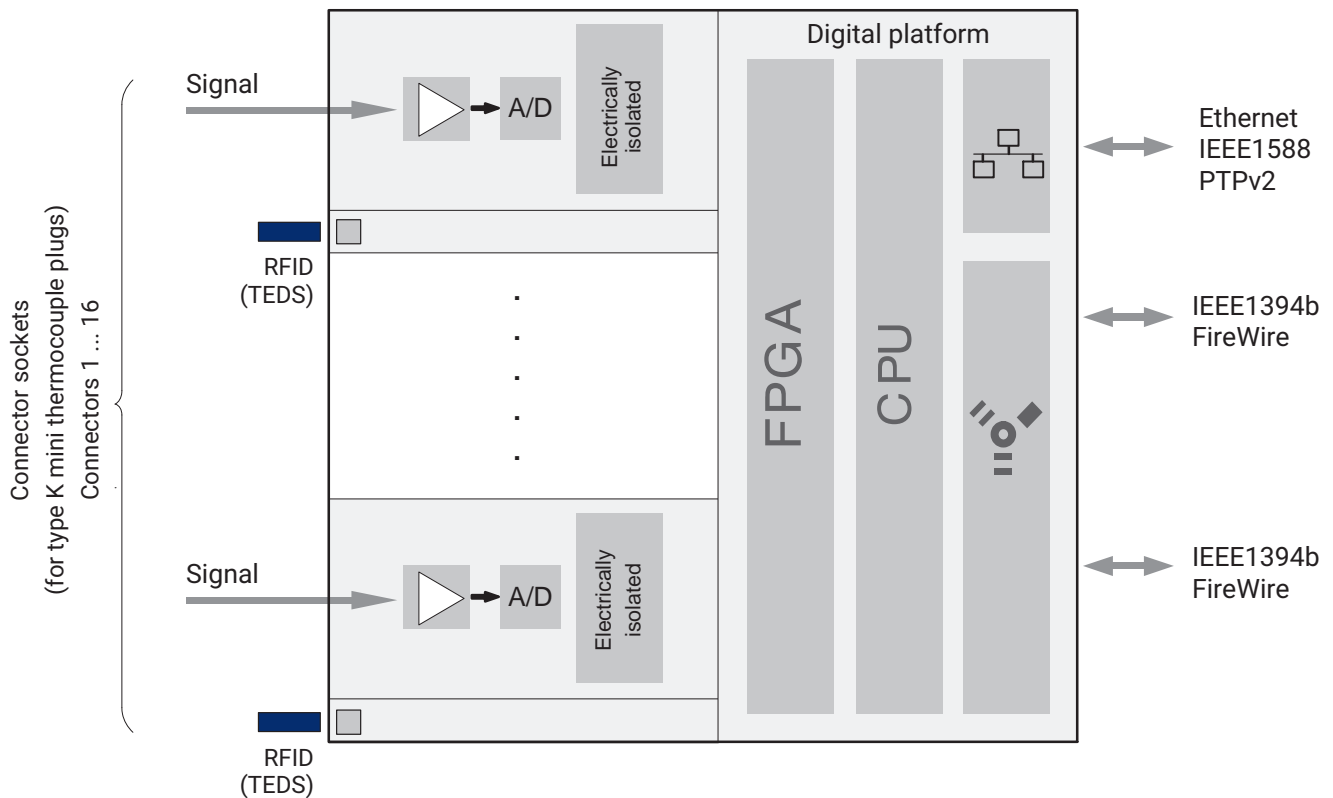 Digital platform
Signal
A/D
Electrically
isolated
Ethernet
IEEE1588
PTPv2
RFID
(TEDS)
Connector sockets
(for type K mini thermocouple plugs)
Connectors 1 ... 16
FPGA
CPU
IEEE1394b
FireWire
Signal
A/D
Electrically
isolated
IEEE1394b
FireWire
RFID
(TEDS)